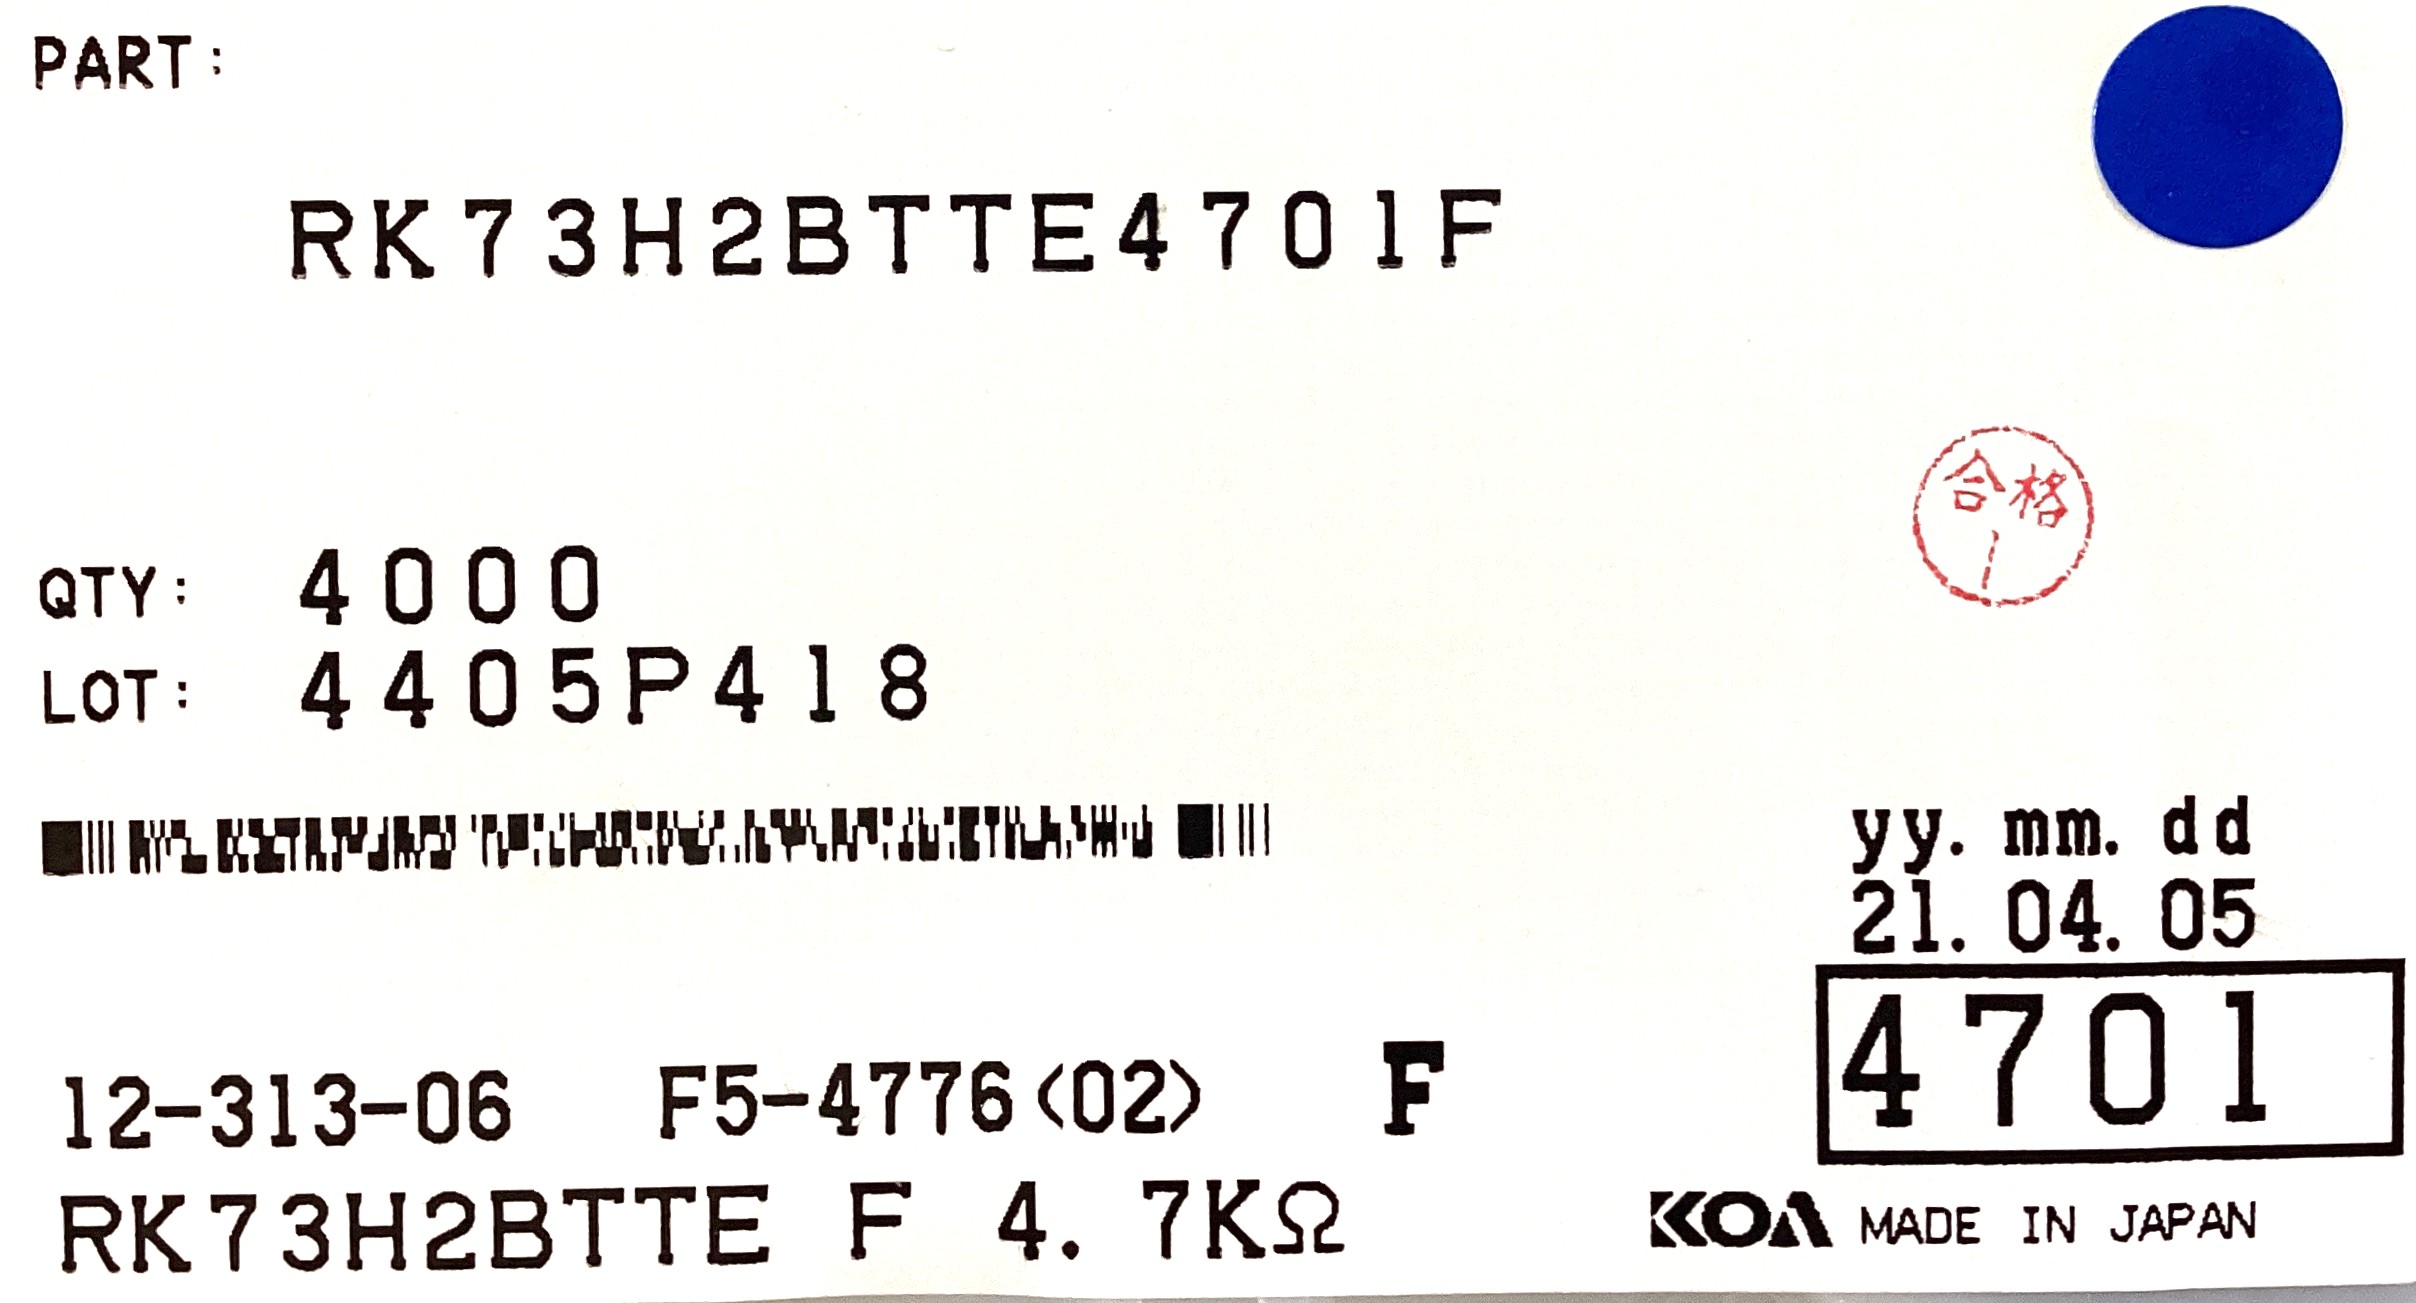 PART:
RK73H2BTTE4701F
合格
1
QTY: 4000
LOT: 4405P418
yy. mm. dd
21. 04. 05
4701
12-313-06 F5-4776(02) F
RK73H2BTTE F 4. 7KΩ
KOA MADE IN JAPAN